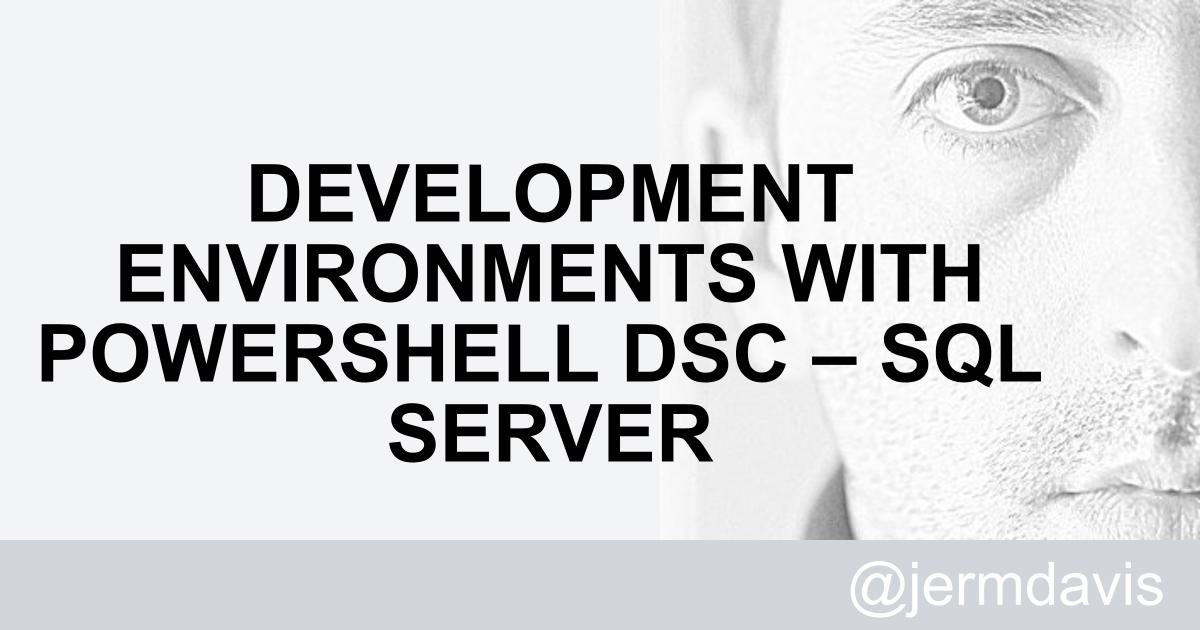 DEVELOPMENT
ENVIRONMENTS WITH
POWERSHELL DSC – SQL
SERVER
@jermdavis